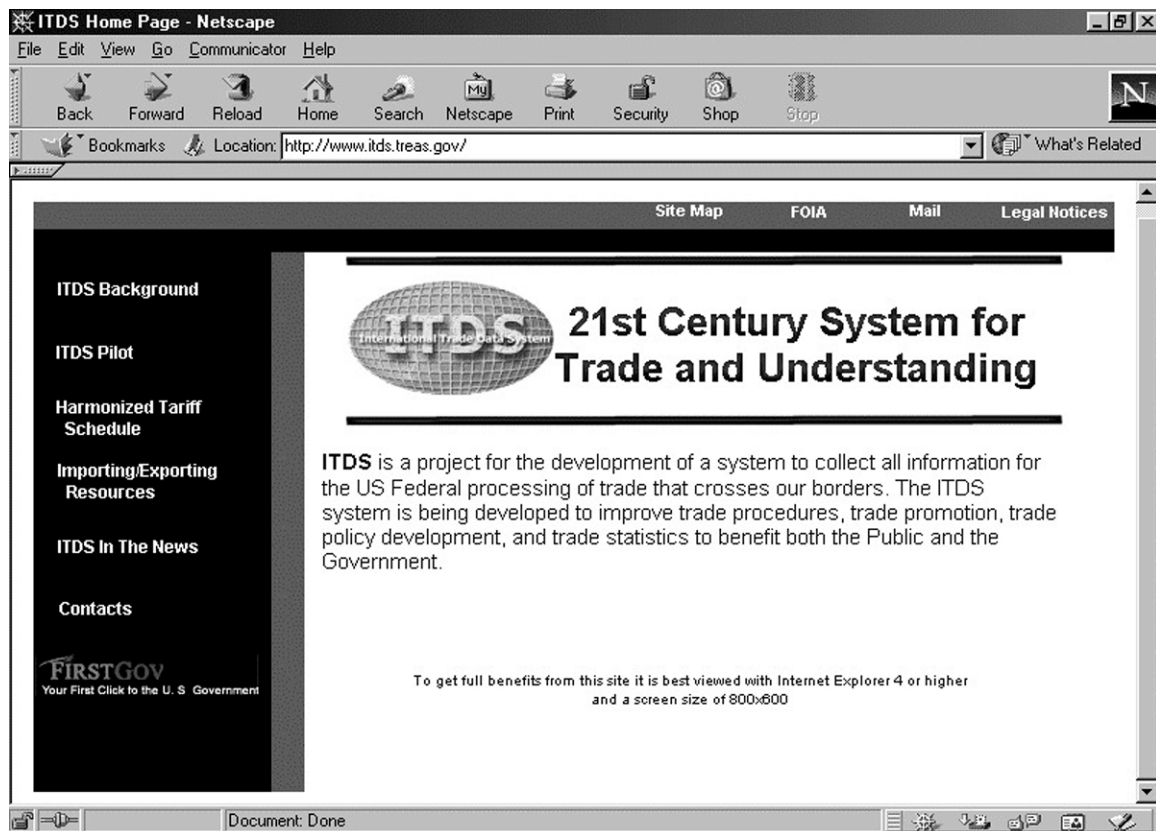 ITDS Home Page - Netscape
File Edit View Go Communicator Help
Back Forward Reload Home Search Netscape Print Security Shop Stop
My
N
Bookmarks Location: http://www.itds.treas.gov/ What's Related
Site Map FOIA Mail Legal Notices
ITDS Background
ITDS Pilot
Harmonized Tariff
Schedule
Importing/Exporting
Resources
ITDS In The News
Contacts
FIRSTGOV
Your First Click to the U. S Government
ITDS
International Trade Data System
21st Century System for
Trade and Understanding
ITDS is a project for the development of a system to collect all information for
the US Federal processing of trade that crosses our borders. The ITDS
system is being developed to improve trade procedures, trade promotion, trade
policy development, and trade statistics to benefit both the Public and the
Government.
To get full benefits from this site it is best viewed with Internet Explorer 4 or higher
and a screen size of 800x600
Document: Done